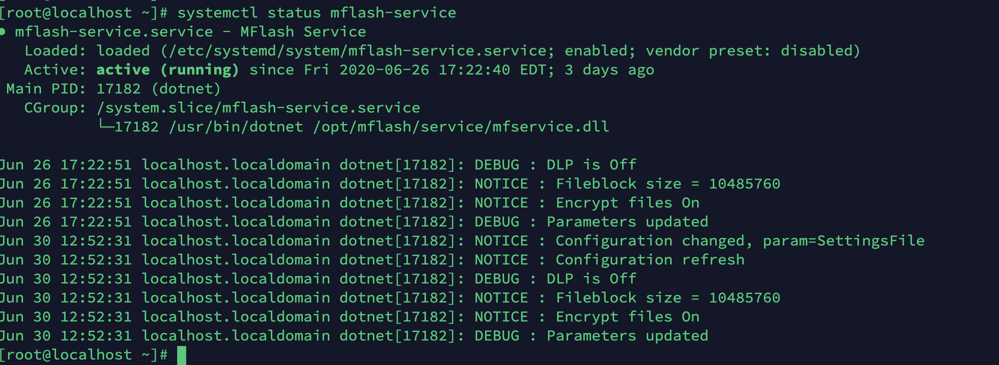 [root@localhost ~]# systemctl status mflash-service
● mflash-service.service - MFlash Service
   Loaded: loaded (/etc/systemd/system/mflash-service.service; enabled; vendor preset: disabled)
   Active: active (running) since Fri 2020-06-26 17:22:40 EDT; 3 days ago
 Main PID: 17182 (dotnet)
   CGroup: /system.slice/mflash-service.service
           └─17182 /usr/bin/dotnet /opt/mflash/service/mfservice.dll

Jun 26 17:22:51 localhost.localdomain dotnet[17182]: DEBUG : DLP is Off
Jun 26 17:22:51 localhost.localdomain dotnet[17182]: NOTICE : Fileblock size = 10485760
Jun 26 17:22:51 localhost.localdomain dotnet[17182]: NOTICE : Encrypt files On
Jun 26 17:22:51 localhost.localdomain dotnet[17182]: DEBUG : Parameters updated
Jun 30 12:52:31 localhost.localdomain dotnet[17182]: NOTICE : Configuration changed, param=SettingsFile
Jun 30 12:52:31 localhost.localdomain dotnet[17182]: NOTICE : Configuration refresh
Jun 30 12:52:31 localhost.localdomain dotnet[17182]: DEBUG : DLP is Off
Jun 30 12:52:31 localhost.localdomain dotnet[17182]: NOTICE : Fileblock size = 10485760
Jun 30 12:52:31 localhost.localdomain dotnet[17182]: NOTICE : Encrypt files On
Jun 30 12:52:31 localhost.localdomain dotnet[17182]: DEBUG : Parameters updated
[root@localhost ~]#